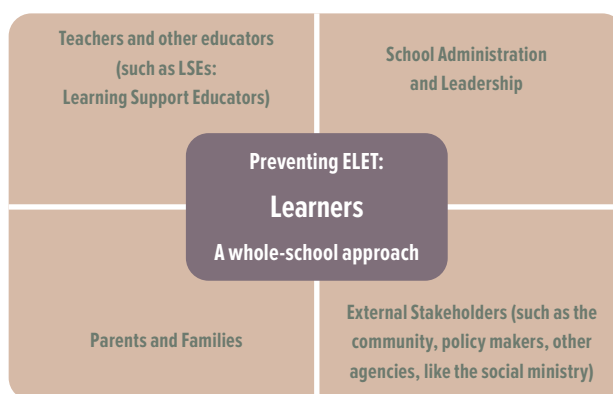 Teachers and other educators
(such as LSEs:
Learning Support Educators)
School Administration
and Leadership
Preventing ELET:
Learners
A whole-school approach
Parents and Families
External Stakeholders (such as the
community, policy makers, other
agencies, like the social ministry)